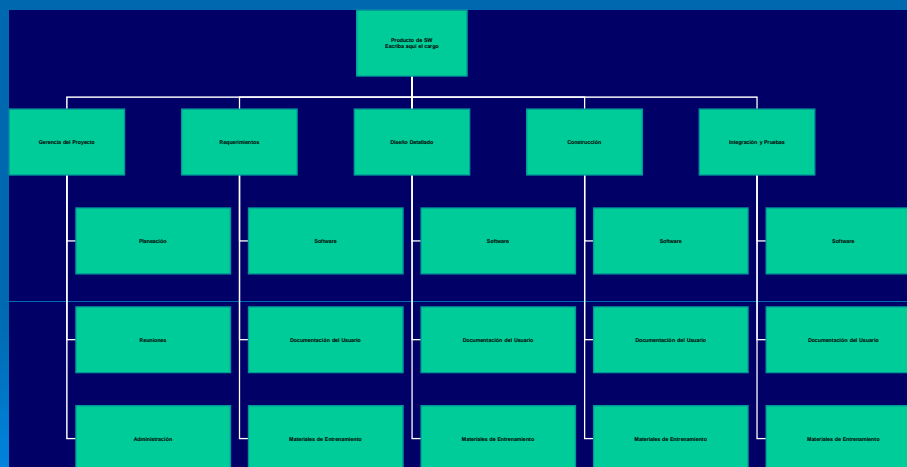 Producto de SW
Escriba aquí el cargo
Gerencia del Proyecto
Requerimientos
Diseño Detallado
Construcción
Integración y Pruebas
Planeación
Software
Software
Software
Software
Reuniones
Documentación del Usuario
Documentación del Usuario
Documentación del Usuario
Documentación del Usuario
Administración
Materiales de Entrenamiento
Materiales de Entrenamiento
Materiales de Entrenamiento
Materiales de Entrenamiento